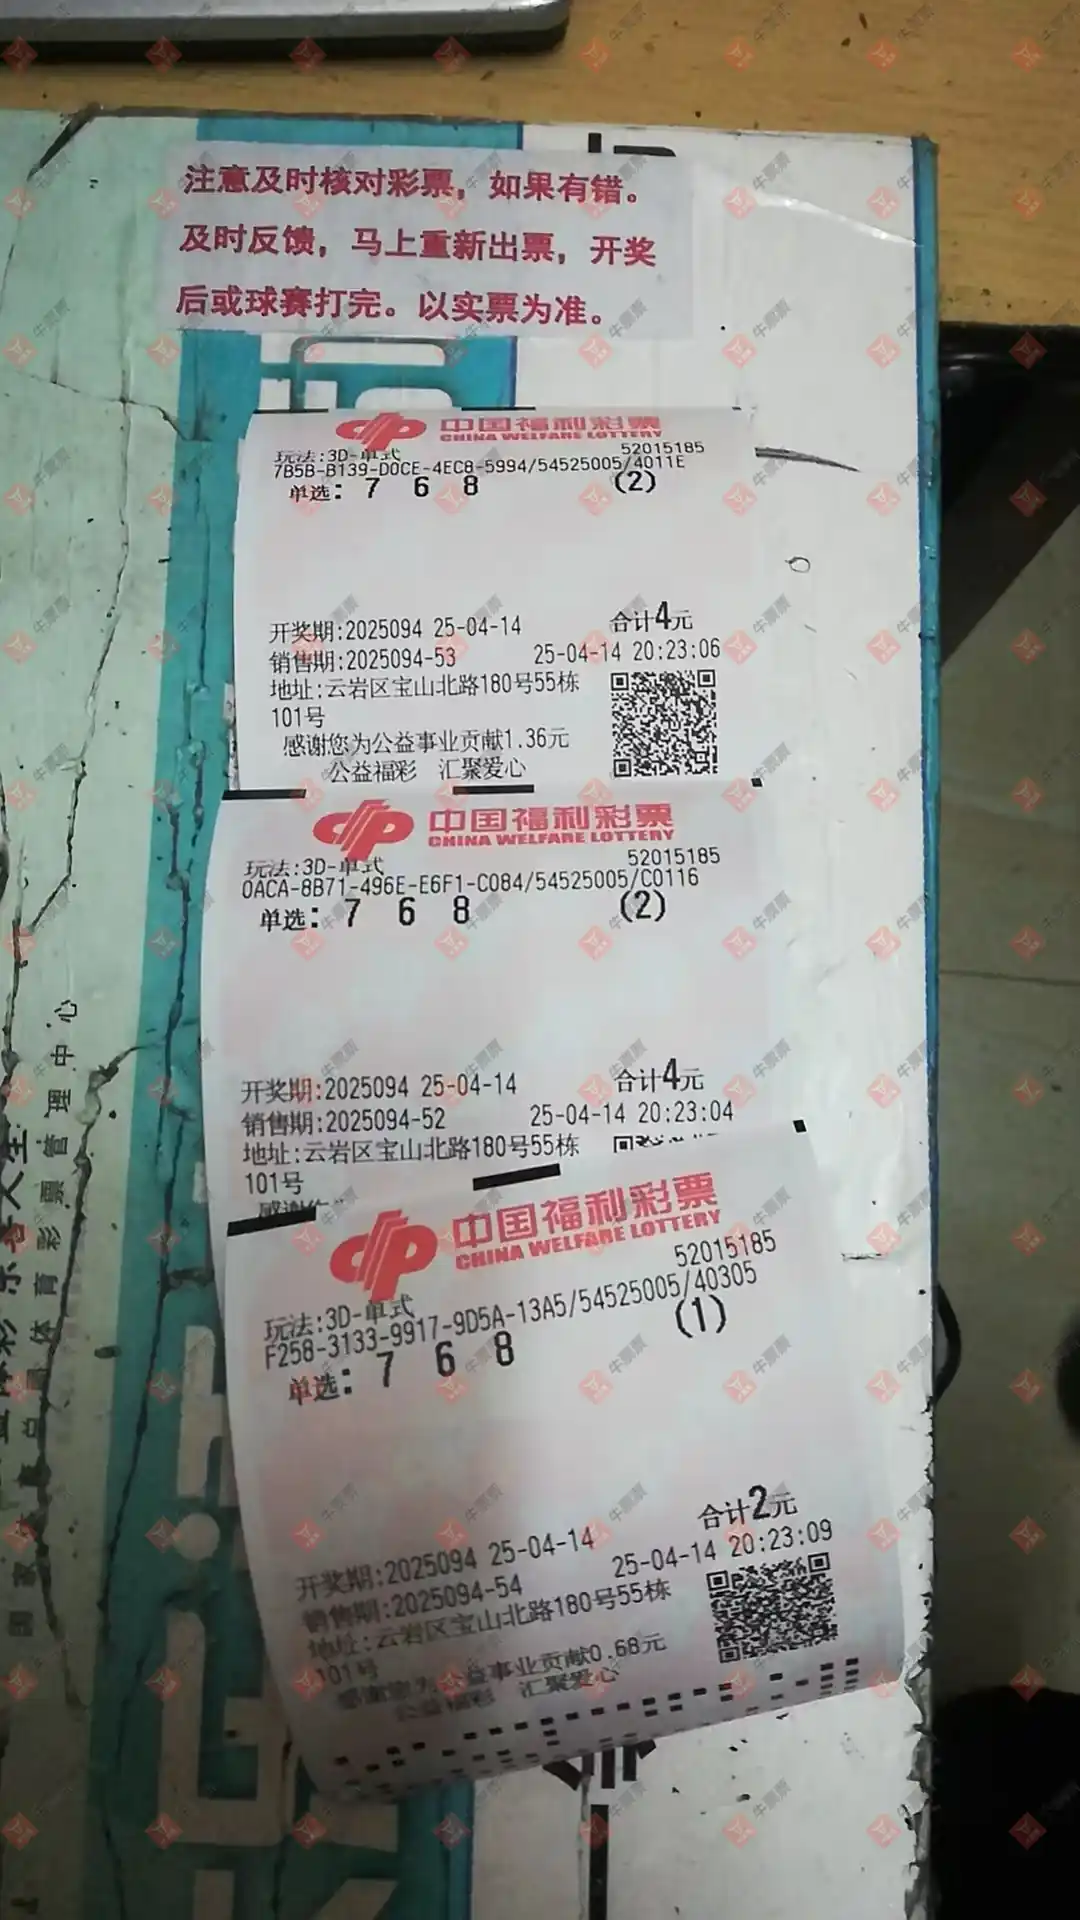 注意及时核对彩票，如果有错。
及时反馈，马上重新出票，开奖
后或球赛打完。以实票为准。
中国福利彩票
CHINA WELFARE LOTTERY
玩法:3D-单式 52015185
7B5B-B139-D0CE-4EC8-5994/54525005/4011E
单选: 7 6 8 (2)
开奖期:2025094 25-04-14 合计4元
销售期:2025094-53 25-04-14 20:23:06
地址:云岩区宝山北路180号55栋
101号
感谢您为公益事业贡献1.36元
公益福彩 汇聚爱心
中国福利彩票
CHINA WELFARE LOTTERY
玩法:3D-单式 52015185
0ACA-8B71-496E-E6F1-C084/54525005/C0116
单选: 7 6 8 (2)
开奖期:2025094 25-04-14 合计4元
销售期:2025094-52 25-04-14 20:23:04
地址:云岩区宝山北路180号55栋
101号
中国福利彩票
CHINA WELFARE LOTTERY
52015185
玩法:3D-单式
F258-3133-9917-9D5A-13A5/54525005/40305
单选: 7 6 8 (1)
合计2元
开奖期:2025094 25-04-14
销售期:2025094-54 25-04-14 20:23:09
地址:云岩区宝山北路180号55栋
101号
感谢您为公益事业贡献0.68元
公益福彩 汇聚爱心
体育彩票管理中心
牛票票